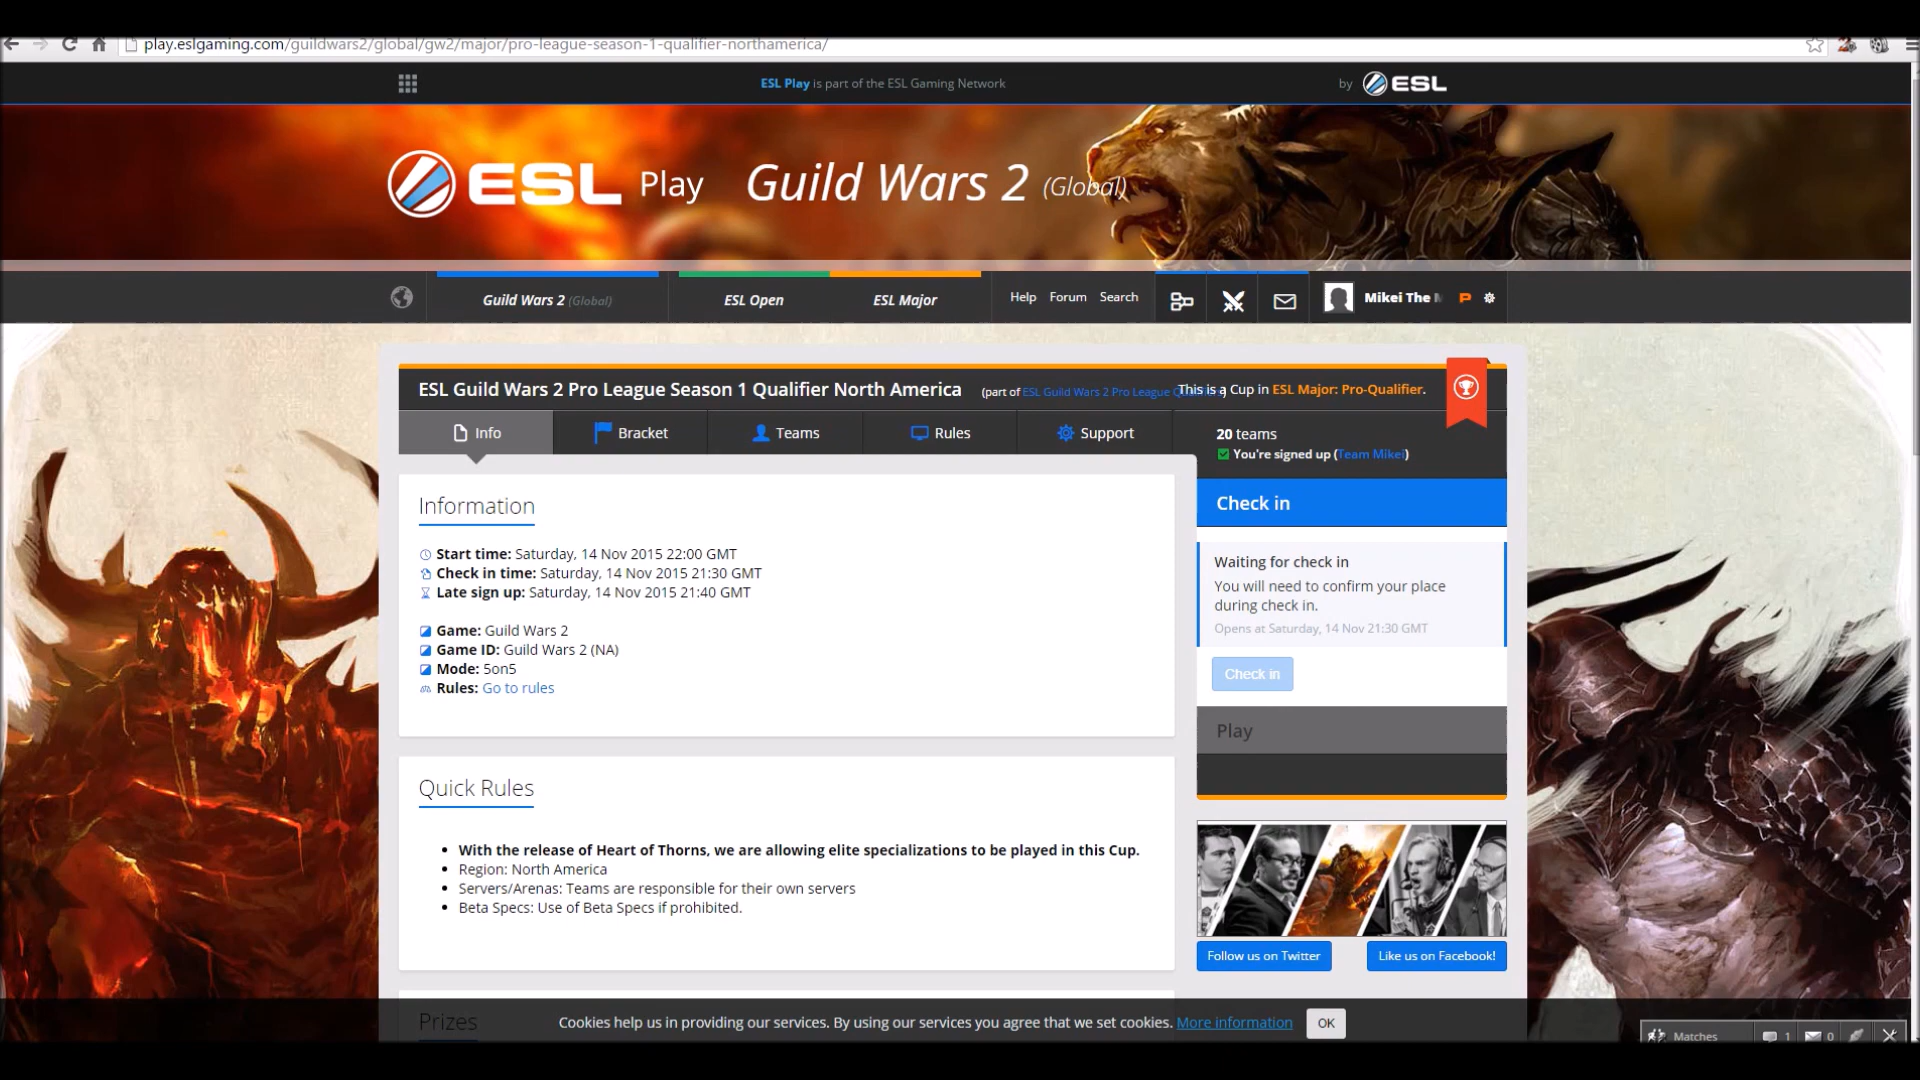 play.eslgaming.com/guildwars2/global/gw2/major/pro-league-season-1-qualifier-northamerica/
ESL Play is part of the ESL Gaming Network
by ESL
ESL Play Guild Wars 2 (Global)
Guild Wars 2 (Global)
ESL Open
ESL Major
Help Forum Search
Mikei The
ESL Guild Wars 2 Pro League Season 1 Qualifier North America
(part of ESL Guild Wars 2 Pro League
This is a Cup in ESL Major: Pro-Qualifier.
Info
Bracket
Teams
Rules
Support
20 teams
You're signed up (Team Mikei)
Check in
Waiting for check in
You will need to confirm your place
during check in.
Opens at Saturday, 14 Nov 21:30 GMT
Check in
Play
Information
Start time: Saturday, 14 Nov 2015 22:00 GMT
Check in time: Saturday, 14 Nov 2015 21:30 GMT
Late sign up: Saturday, 14 Nov 2015 21:40 GMT
Game: Guild Wars 2
Game ID: Guild Wars 2 (NA)
Mode: 5on5
Rules: Go to rules
Quick Rules
With the release of Heart of Thorns, we are allowing elite specializations to be played in this Cup.
Region: North America
Servers/Arenas: Teams are responsible for their own servers
Beta Specs: Use of Beta Specs if prohibited.
Follow us on Twitter
Like us on Facebook!
Prizes
Cookies help us in providing our services. By using our services you agree that we set cookies. More information
OK
Matches
1
0